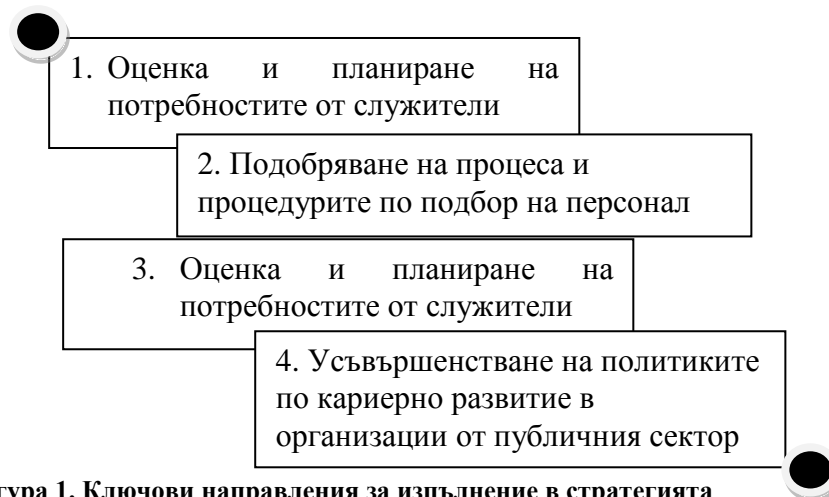 1. Оценка и планиране на
потребностите от служители
2. Подобряване на процеса и
процедурите по подбор на персонал
3. Оценка и планиране на
потребностите от служители
4. Усъвършенстване на политиките
по кариерно развитие в
организации от публичния сектор
гура 1. Ключови направления за изпълнение в стратегията